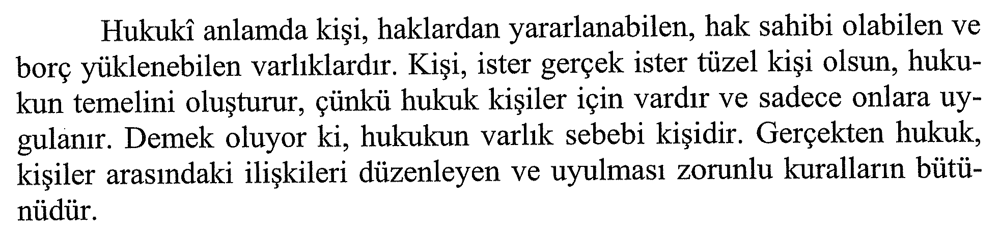 Hukukî anlamda kişi, haklardan yararlanabilen, hak sahibi olabilen ve
borç yüklenebilen varlıklardır. Kişi, ister gerçek ister tüzel kişi olsun, huku-
kun temelini oluşturur, çünkü hukuk kişiler için vardır ve sadece onlara uy-
gulanır. Demek oluyor ki, hukukun varlık sebebi kişidir. Gerçekten hukuk,
kişiler arasındaki ilişkileri düzenleyen ve uyulması zorunlu kuralların bütü-
nüdür.